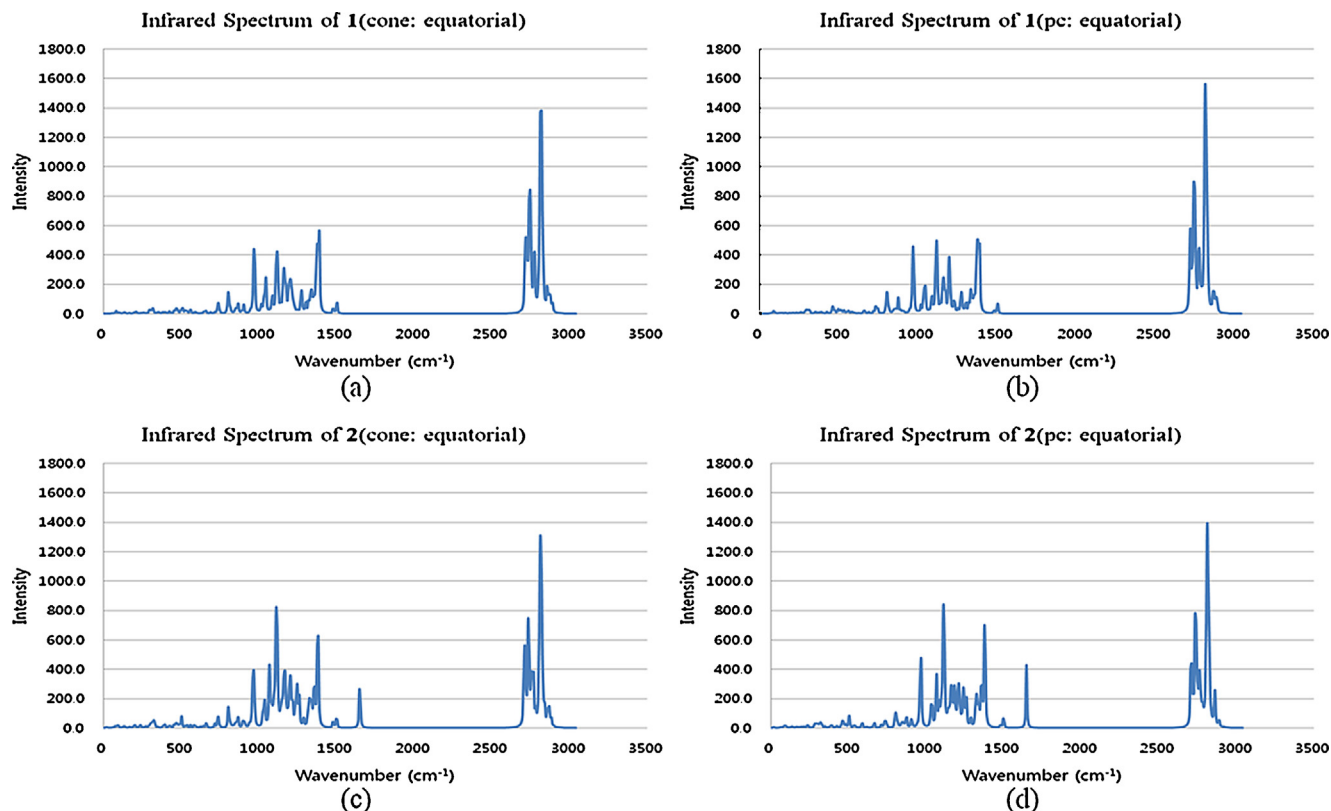 Infrared Spectrum of 1(cone: equatorial)
1800.0
1600.0
1400.0
1200.0
1000.0
800.0
600.0
400.0
200.0
0.0
Intensity
0 500 1000 1500 2000 2500 3000 3500
Wavenumber (cm⁻¹)
(a)
Infrared Spectrum of 1(pc: equatorial)
1800
1600
1400
1200
1000
800
600
400
200
0
Intensity
0 500 1000 1500 2000 2500 3000 3500
Wavenumber (cm⁻¹)
(b)
Infrared Spectrum of 2(cone: equatorial)
1800.0
1600.0
1400.0
1200.0
1000.0
800.0
600.0
400.0
200.0
0.0
Intensity
0 500 1000 1500 2000 2500 3000 3500
Wavenumber (cm⁻¹)
(c)
Infrared Spectrum of 2(pc: equatorial)
1800.0
1600.0
1400.0
1200.0
1000.0
800.0
600.0
400.0
200.0
0.0
Intensity
0 500 1000 1500 2000 2500 3000 3500
Wavenumber (cm⁻¹)
(d)